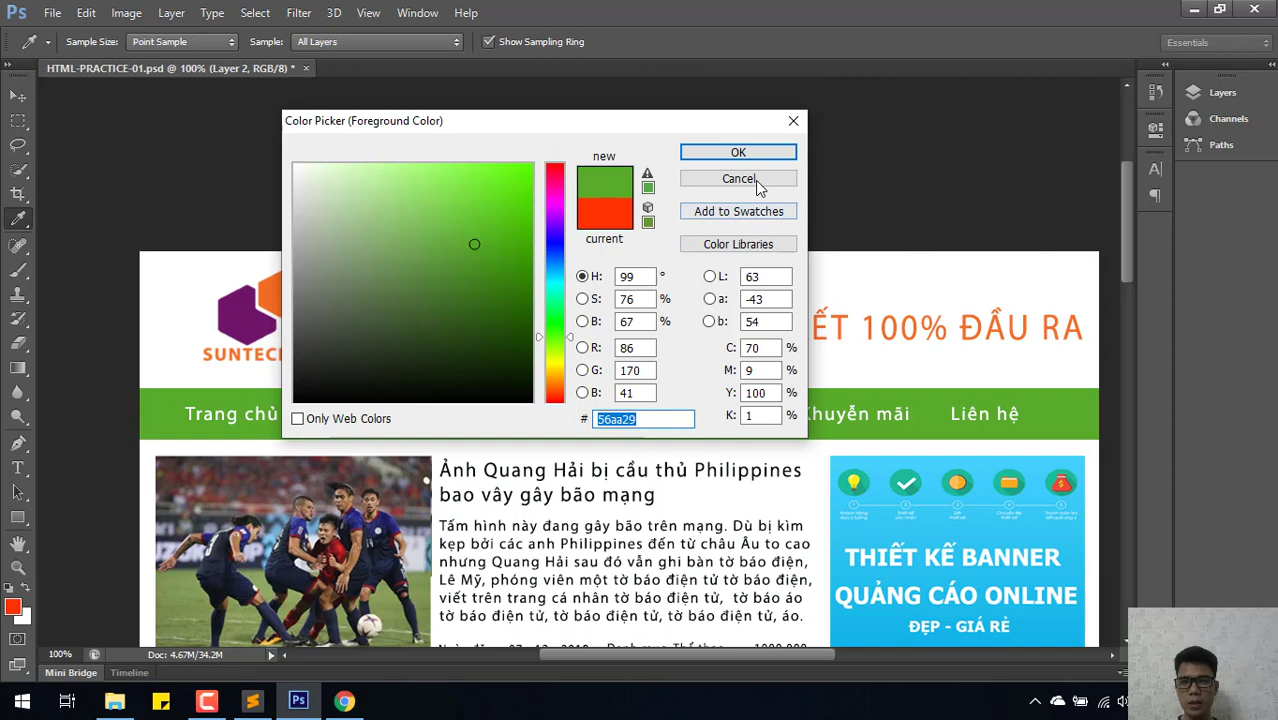 Ps File Edit Image Layer Type Select Filter 3D View Window Help
Sample Size: Point Sample Sample: All Layers Show Sampling Ring Essentials
HTML-PRACTICE-01.psd @ 100% (Layer 2, RGB/8) * ×
Color Picker (Foreground Color)
new
current
OK
Cancel
Add to Swatches
Color Libraries
H: 99 ° L: 63
S: 76 % a: -43
B: 67 % b: 54
R: 86 C: 70 %
G: 170 M: 9 %
B: 41 Y: 100 %
K: 1 %
# 56aa29
Only Web Colors
Layers
Channels
Paths
SUNTECH
ẾT 100% ĐẦU RA
Trang chủ Khuyễn mãi Liên hệ
Ảnh Quang Hải bị cầu thủ Philippines
bao vây gây bão mạng
Tấm hình này đang gây bão trên mạng. Dù bị kìm
kẹp bởi các anh Philippines đến từ châu Âu to cao
nhưng Quang Hải sau đó vẫn ghi bàn tờ báo điện,
Lê Mỹ, phóng viên một tờ báo điện tử tờ báo điện,
viết trên trang cá nhân tờ báo điện tử, tờ báo áo
tờ báo điện tử, tờ báo điện tử, tờ báo điện tử, áo.
THIẾT KẾ BANNER
QUẢNG CÁO ONLINE
ĐẸP - GIÁ RẺ
100% Doc: 4.67M/34.2M
Mini Bridge Timeline
Ps